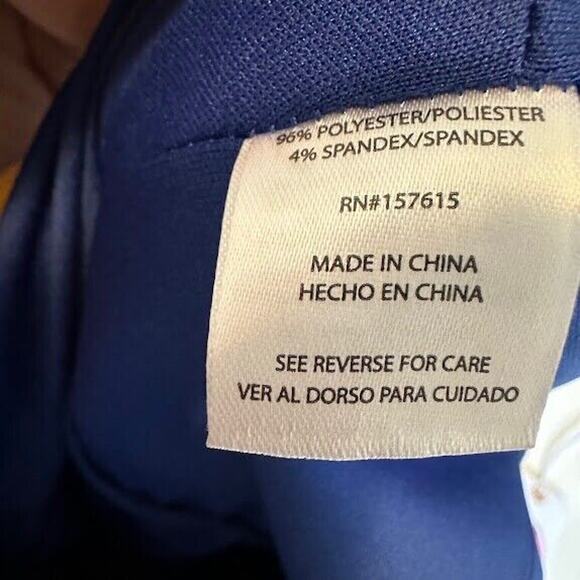 96% POLYESTER/POLIESTER
4% SPANDEX/SPANDEX
RN#157615
MADE IN CHINA
HECHO EN CHINA
SEE REVERSE FOR CARE
VER AL DORSO PARA CUIDADO